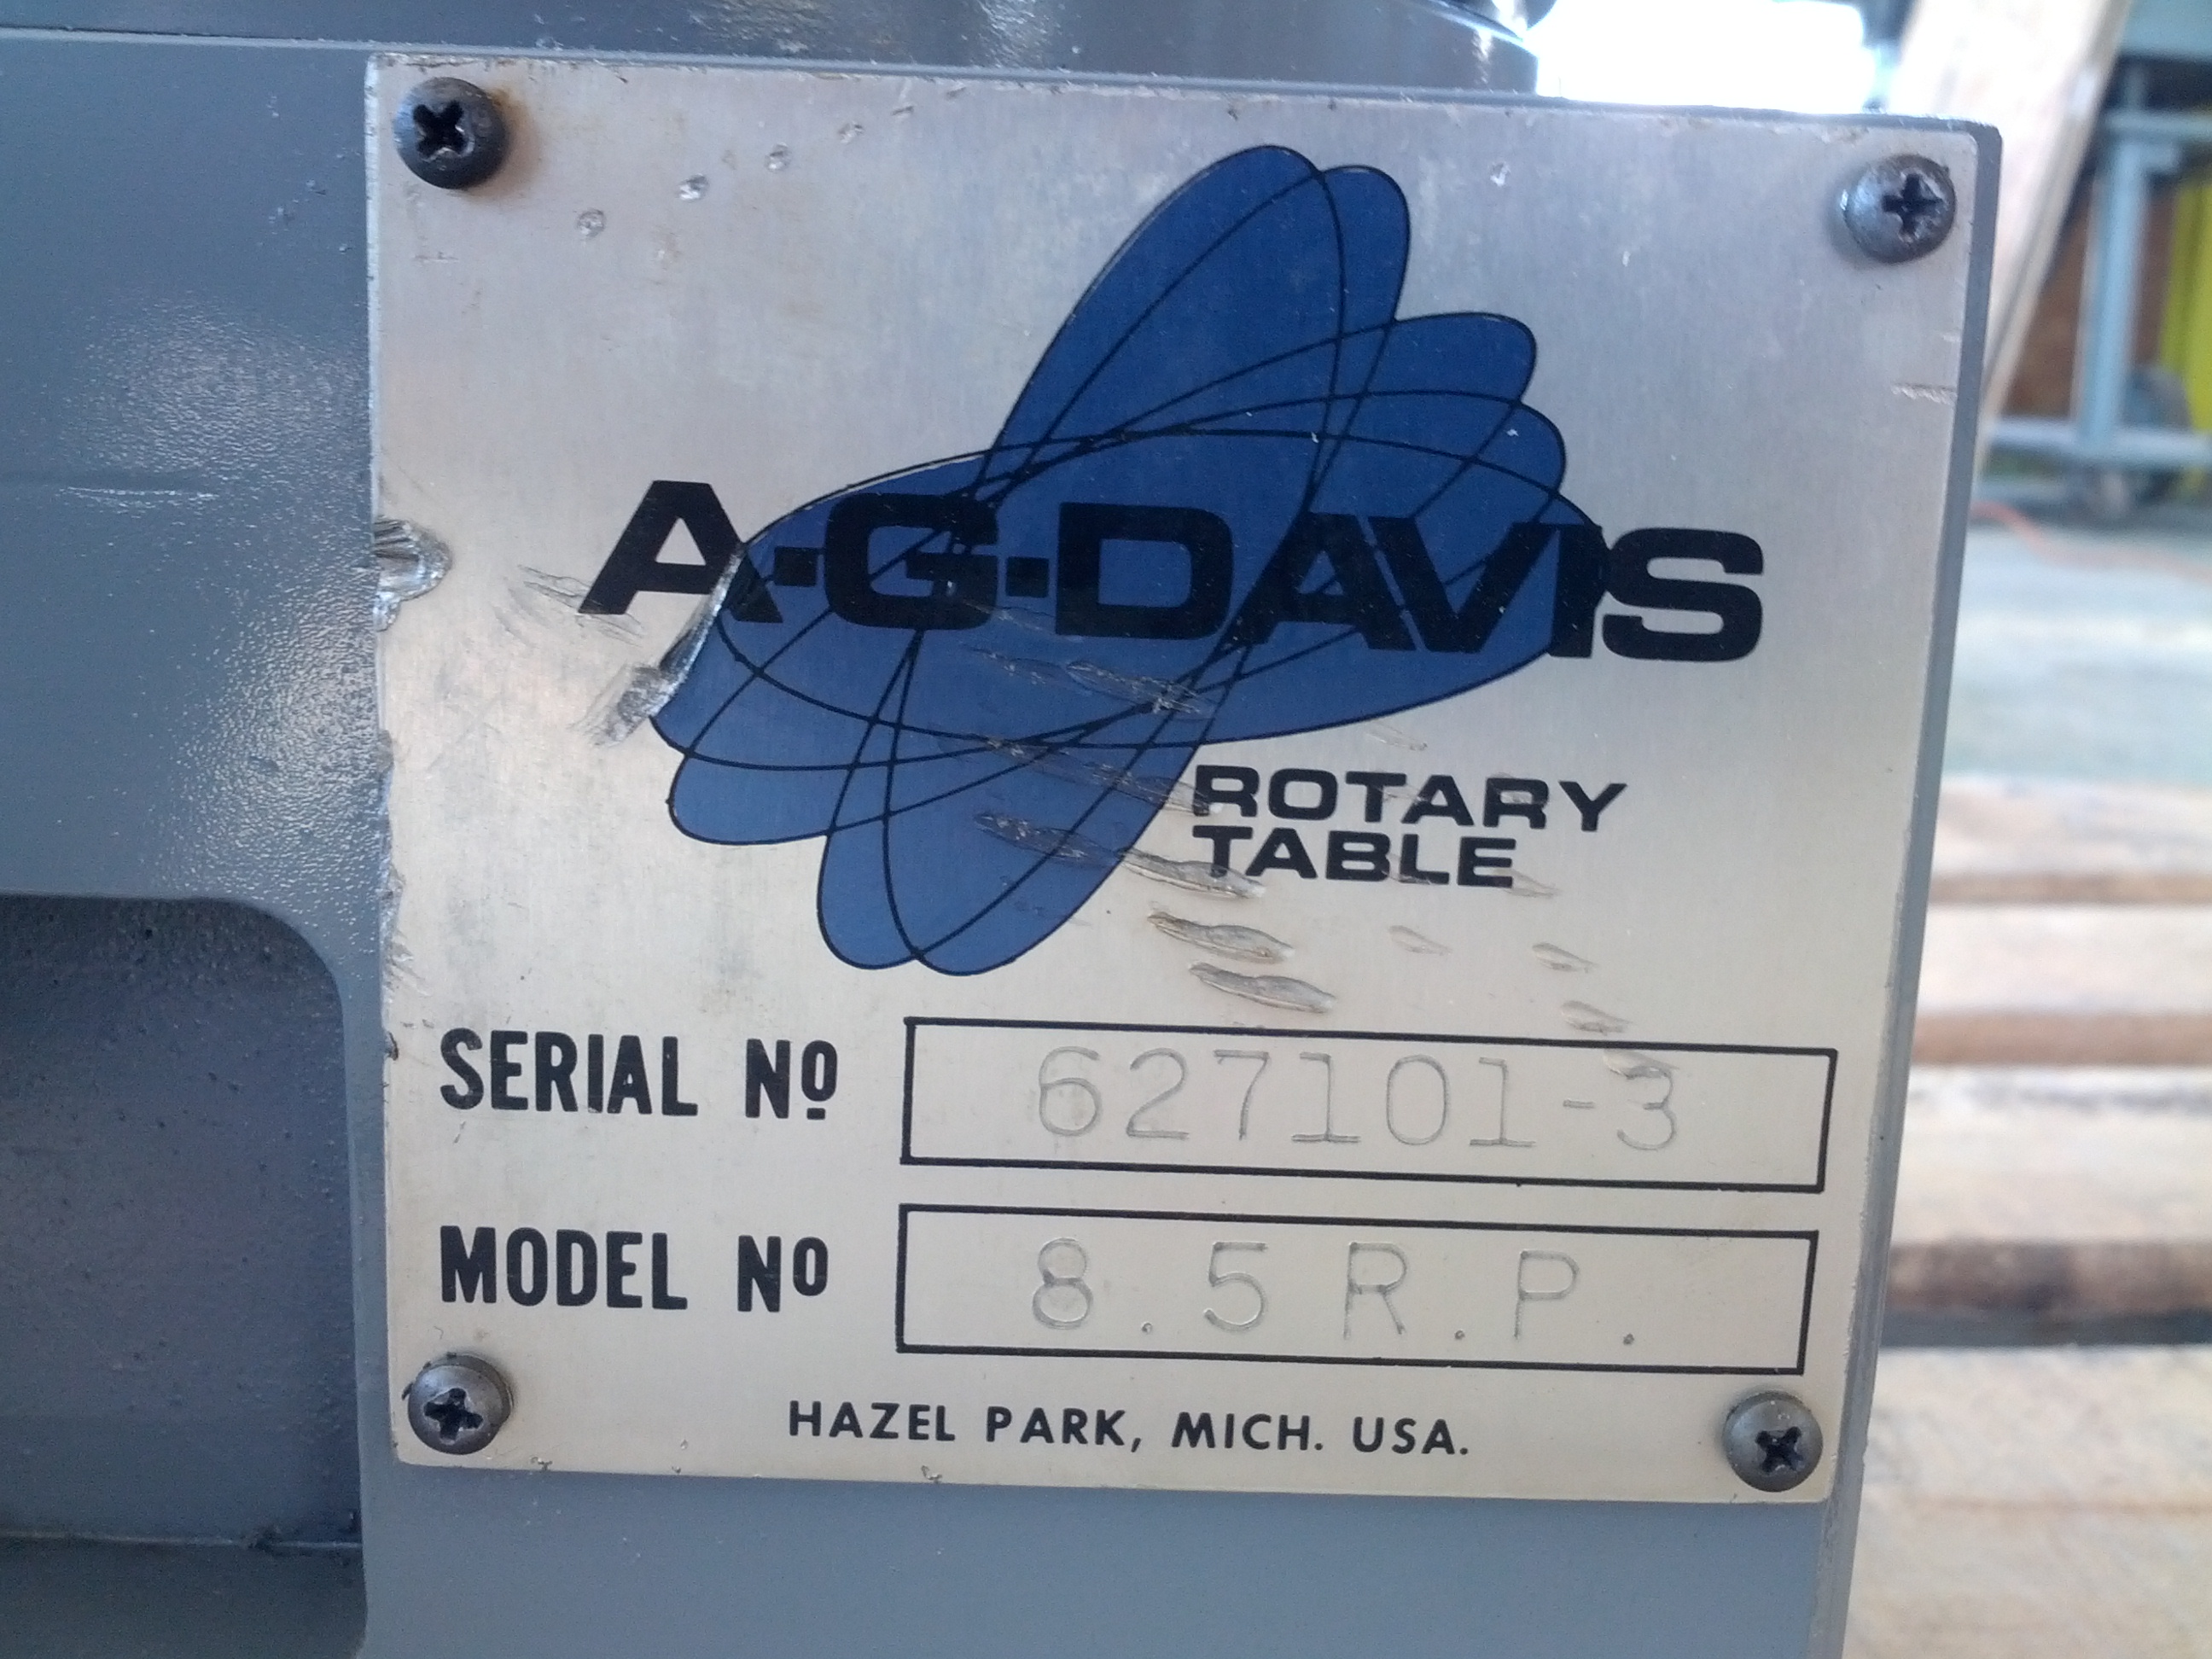 A·G·DAVIS
ROTARY
TABLE
SERIAL Nº 627101-3
MODEL Nº 8.5 R.P.
HAZEL PARK, MICH. USA.